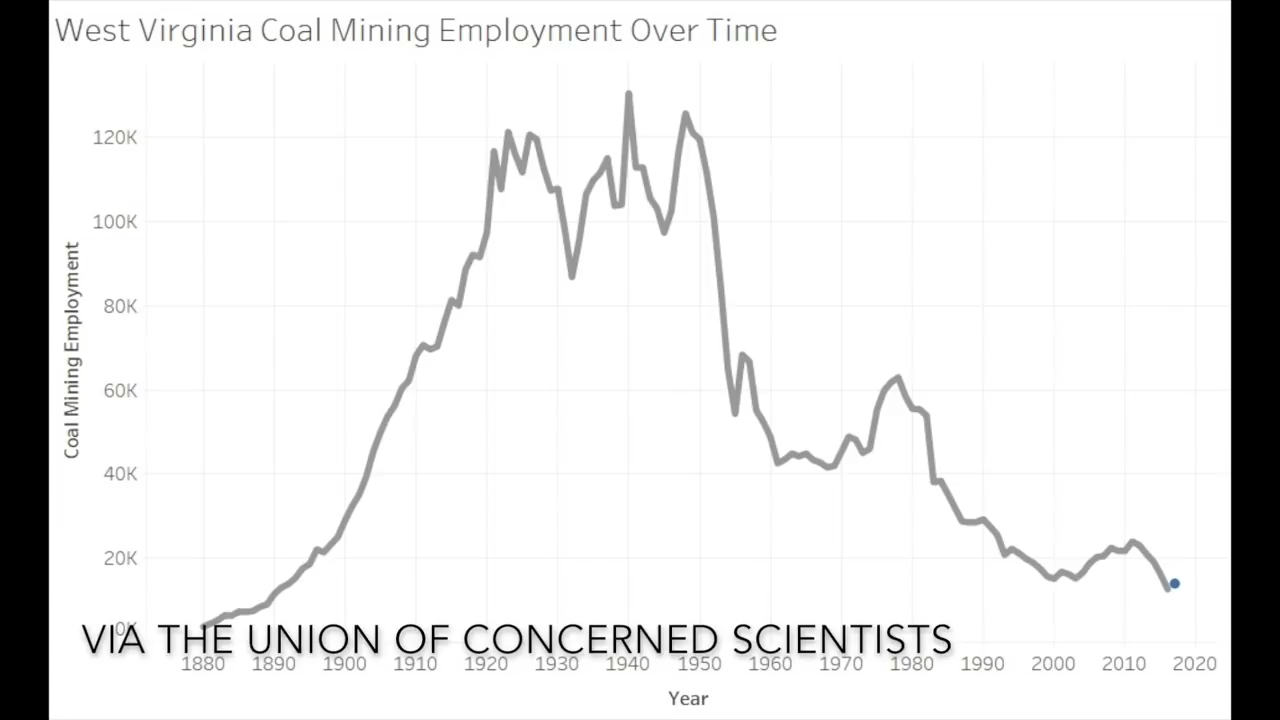 West Virginia Coal Mining Employment Over Time
120K
100K
80K
60K
40K
20K
Coal Mining Employment
VIA THE UNION OF CONCERNED SCIENTISTS
1880 1890 1900 1910 1920 1930 1940 1950 1960 1970 1980 1990 2000 2010 2020
Year